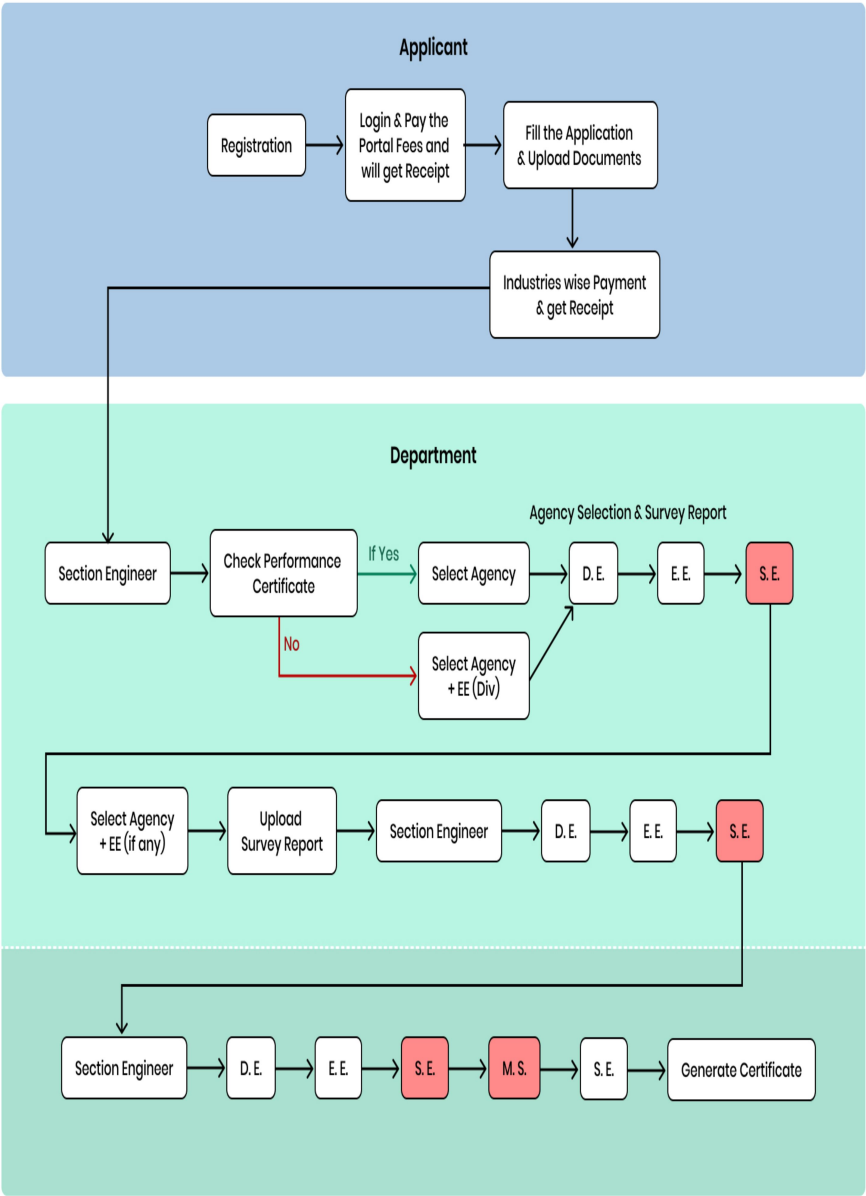 Applicant
Registration
Login & Pay the
Portal Fees and
will get Receipt
Fill the Application
& Upload Documents
Industries wise Payment
& get Receipt
Department
Agency Selection & Survey Report
Section Engineer
Check Performance
Certificate
If Yes
Select Agency
D. E.
E. E.
S. E.
No
Select Agency
+ EE (Div)
Select Agency
+ EE (if any)
Upload
Survey Report
Section Engineer
D. E.
E. E.
S. E.
Section Engineer
D. E.
E. E.
S. E.
M. S.
S. E.
Generate Certificate